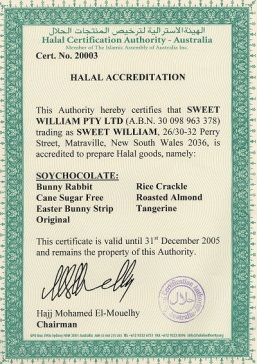 الهيئة الاسترالية لترخيص المنتجات الحلال
Halal Certification Authority - Australia
Member of The Islamic Assembly of Australia Inc.
Cert. No. 20003
HALAL ACCREDITATION
This Authority hereby certifies that SWEET
WILLIAM PTY LTD (A.B.N. 30 098 963 378)
trading as SWEET WILLIAM, 26/30-32 Perry
Street, Matraville, New South Wales 2036, is
accredited to prepare Halal goods, namely:
SOYCHOCOLATE:
Bunny Rabbit Rice Crackle
Cane Sugar Free Roasted Almond
Easter Bunny Strip Tangerine
Original
This certificate is valid until 31st December 2005
and remains the property of this Authority.
Hajj Mohamed El-Mouelhy
Chairman
حلال